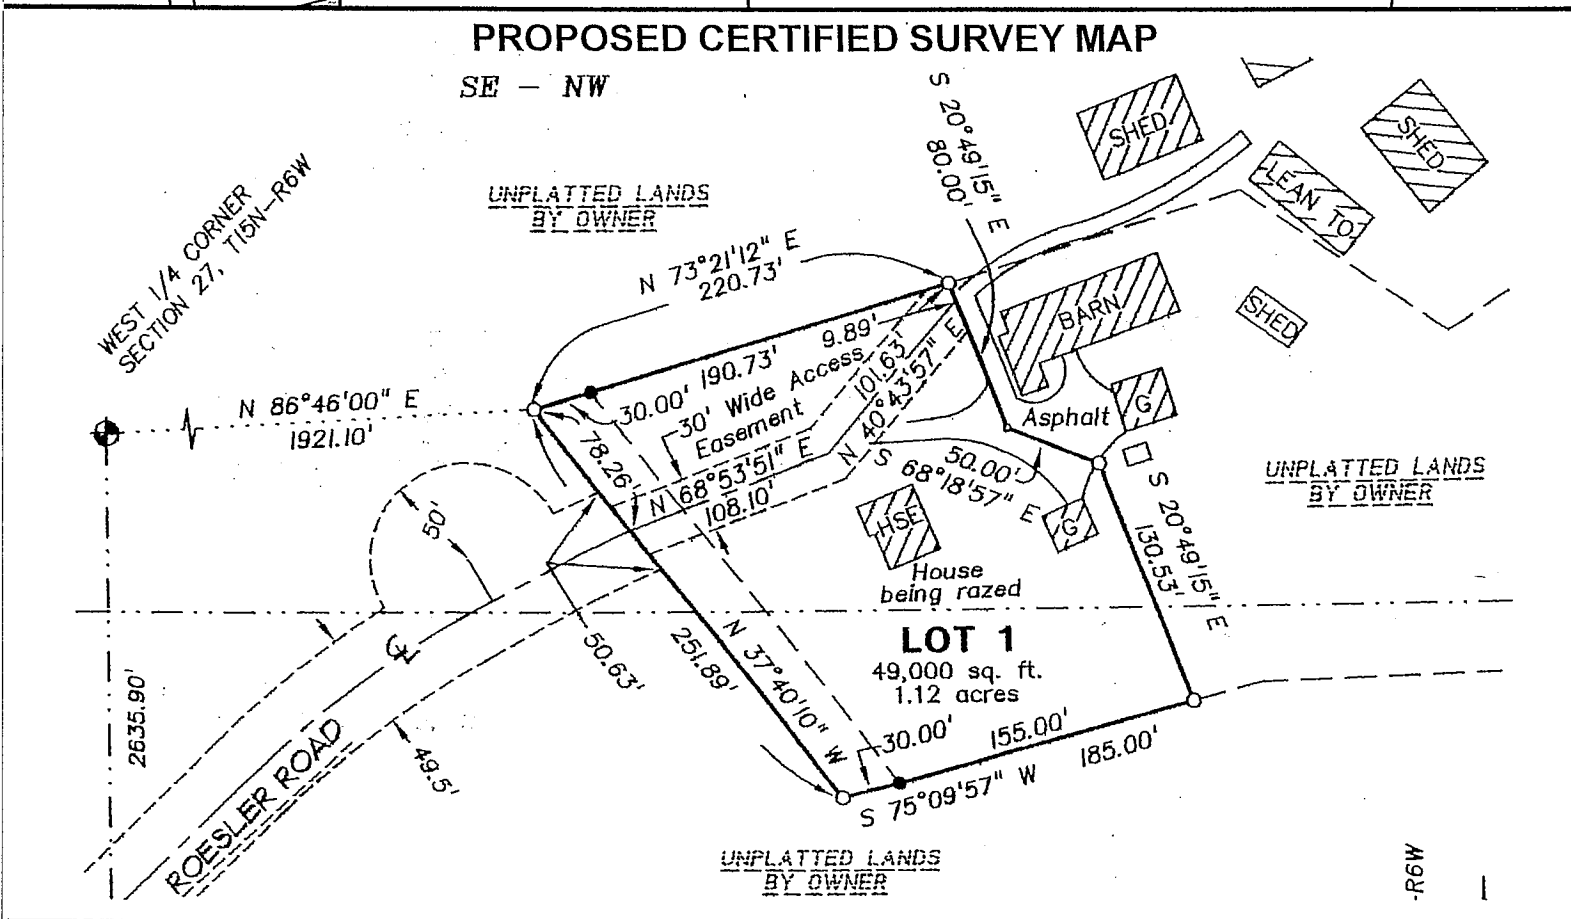 PROPOSED CERTIFIED SURVEY MAP
SE - NW
S 20°49'15" E
80.00'
SHED
SHED
LEAN TO
WEST 1/4 CORNER
SECTION 27, T15N-R6W
UNPLATTED LANDS
BY OWNER
N 73°21'12" E
220.73'
BARN
SHED
9.89'
190.73'
30.00'
30' Wide Access
Easement
101.63'
N 40°43'57" E
N 86°46'00" E
1921.10'
78.26'
Asphalt
G
N 68°53'51" E
108.10'
50.00'
S 68°18'57" E
UNPLATTED LANDS
BY OWNER
50'
HSE
G
S 20°49'15" E
130.53'
House
being razed
LOT 1
49,000 sq. ft.
1.12 acres
50.63'
251.89'
N 37°40'10" W
2635.90'
30.00'
155.00'
185.00'
S 75°09'57" W
49.5'
ROESLER ROAD
UNPLATTED LANDS
BY OWNER
-R6W